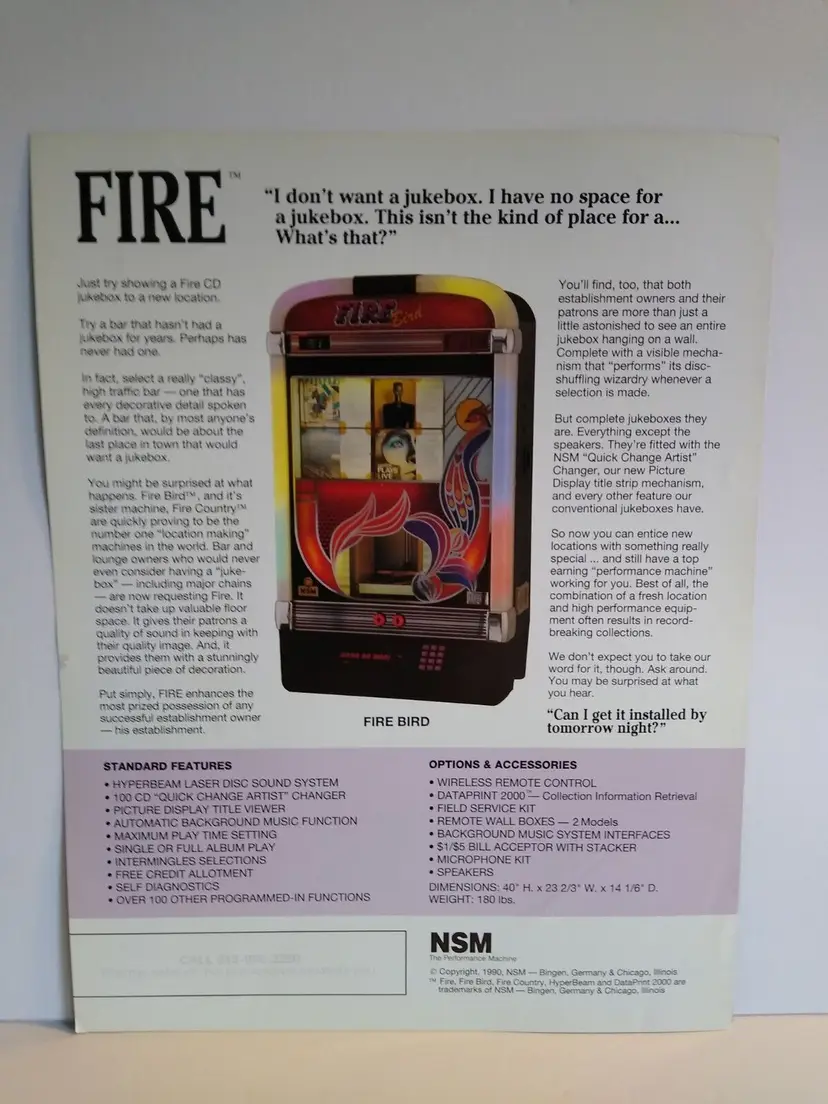 FIRE™
“I don't want a jukebox. I have no space for
a jukebox. This isn't the kind of place for a...
What's that?”
Just try showing a Fire CD
jukebox to a new location.
Try a bar that hasn't had a
jukebox for years. Perhaps has
never had one.
In fact, select a really “classy”,
high traffic bar — one that has
every decorative detail spoken
to. A bar that, by most anyone's
definition, would be about the
last place in town that would
want a jukebox.
You might be surprised at what
happens. Fire Bird™, and it's
sister machine, Fire Country™
are quickly proving to be the
number one “location making”
machines in the world. Bar and
lounge owners who would never
even consider having a “juke-
box” — including major chains
— are now requesting Fire. It
doesn't take up valuable floor
space. It gives their patrons a
quality of sound in keeping with
their quality image. And, it
provides them with a stunningly
beautiful piece of decoration.
Put simply, FIRE enhances the
most prized possession of any
successful establishment owner
— his establishment.
FIRE Bird
NSM
FIRE BIRD
You'll find, too, that both
establishment owners and their
patrons are more than just a
little astonished to see an entire
jukebox hanging on a wall.
Complete with a visible mecha-
nism that “performs” its disc-
shuffling wizardry whenever a
selection is made.
But complete jukeboxes they
are. Everything except the
speakers. They're fitted with the
NSM “Quick Change Artist”
Changer, our new Picture
Display title strip mechanism,
and every other feature our
conventional jukeboxes have.
So now you can entice new
locations with something really
special ... and still have a top
earning “performance machine”
working for you. Best of all, the
combination of a fresh location
and high performance equip-
ment often results in record-
breaking collections.
We don't expect you to take our
word for it, though. Ask around.
You may be surprised at what
you hear.
“Can I get it installed by
tomorrow night?”
STANDARD FEATURES
• HYPERBEAM LASER DISC SOUND SYSTEM
• 100 CD “QUICK CHANGE ARTIST” CHANGER
• PICTURE DISPLAY TITLE VIEWER
• AUTOMATIC BACKGROUND MUSIC FUNCTION
• MAXIMUM PLAY TIME SETTING
• SINGLE OR FULL ALBUM PLAY
• INTERMINGLES SELECTIONS
• FREE CREDIT ALLOTMENT
• SELF DIAGNOSTICS
• OVER 100 OTHER PROGRAMMED-IN FUNCTIONS
OPTIONS & ACCESSORIES
• WIRELESS REMOTE CONTROL
• DATAPRINT 2000™ — Collection Information Retrieval
• FIELD SERVICE KIT
• REMOTE WALL BOXES — 2 Models
• BACKGROUND MUSIC SYSTEM INTERFACES
• $1/$5 BILL ACCEPTOR WITH STACKER
• MICROPHONE KIT
• SPEAKERS
DIMENSIONS: 40" H. x 23 2/3" W. x 14 1/6" D.
WEIGHT: 180 lbs.
NSM
The Performance Machine
© Copyright, 1990, NSM — Bingen, Germany & Chicago, Illinois
™ Fire, Fire Bird, Fire Country, HyperBeam and DataPrint 2000 are
trademarks of NSM — Bingen, Germany & Chicago, Illinois